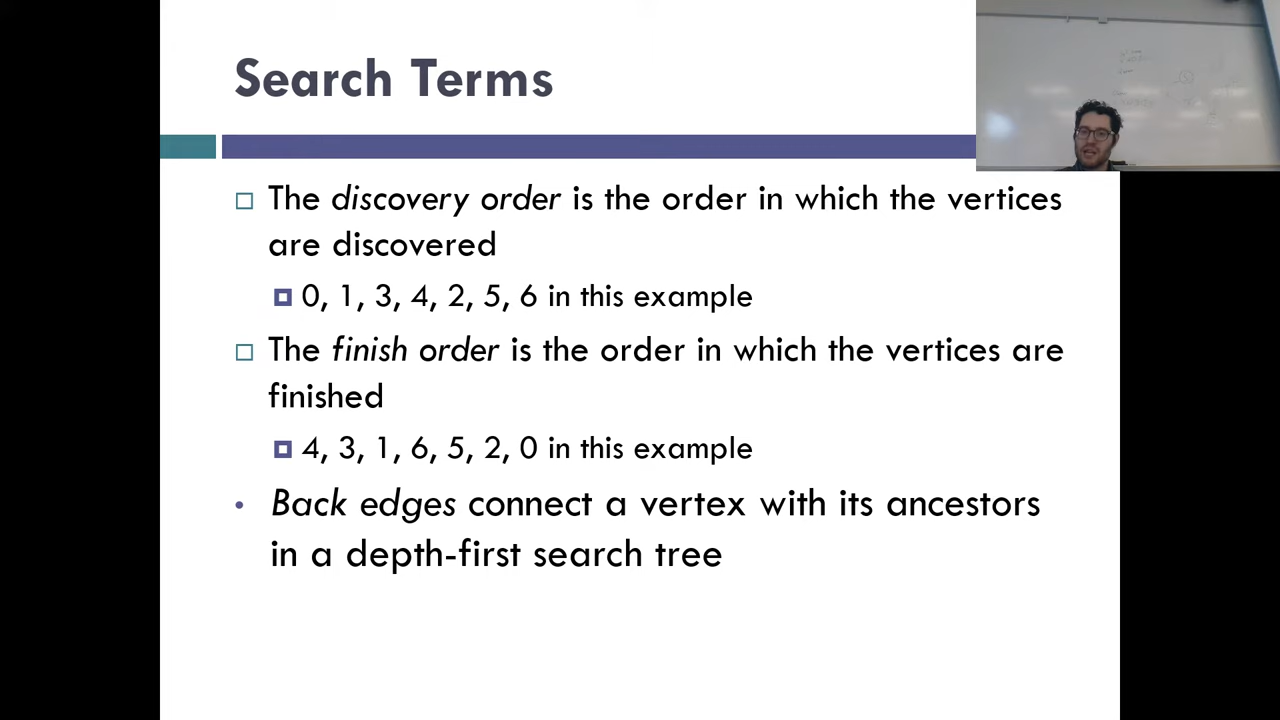 Search Terms
The discovery order is the order in which the vertices
are discovered
0, 1, 3, 4, 2, 5, 6 in this example
The finish order is the order in which the vertices are
finished
4, 3, 1, 6, 5, 2, 0 in this example
• Back edges connect a vertex with its ancestors
in a depth-first search tree